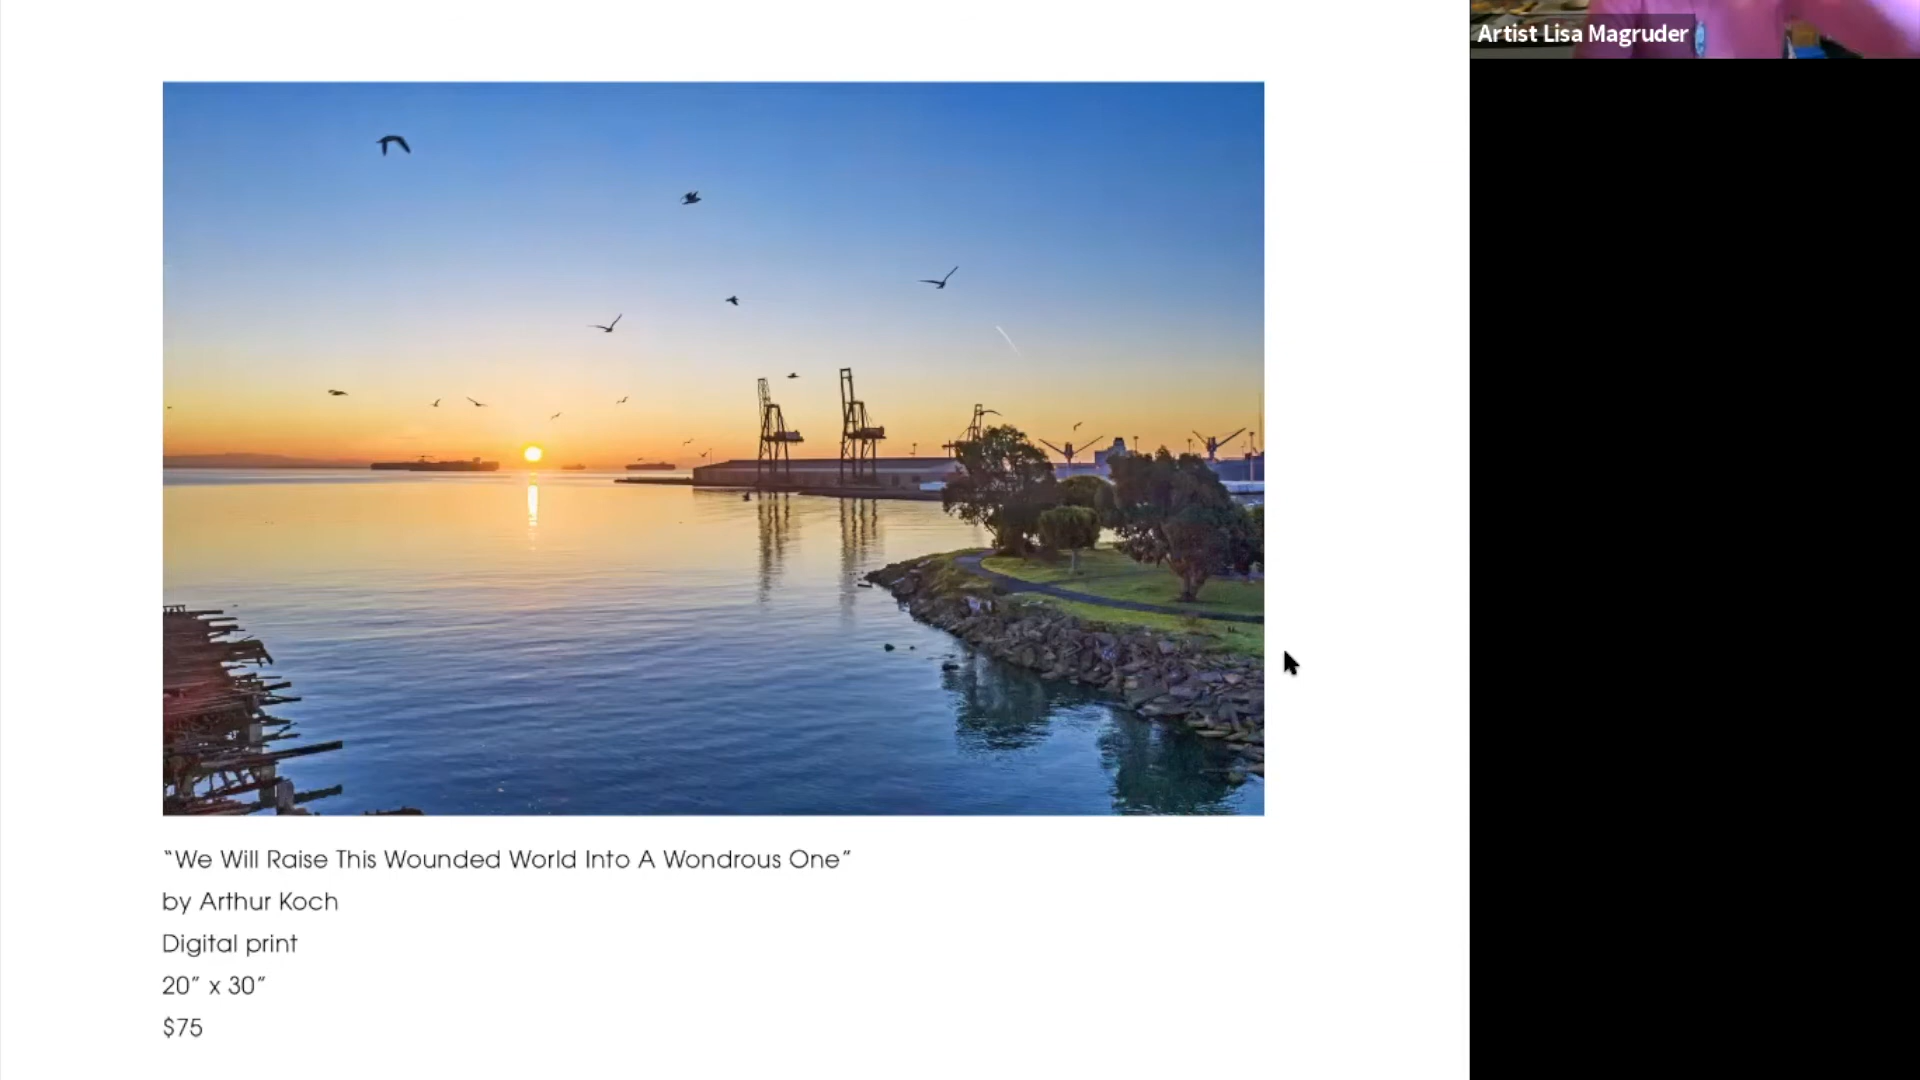 Artist Lisa Magruder
“We Will Raise This Wounded World Into A Wondrous One”
by Arthur Koch
Digital print
20” x 30”
$75